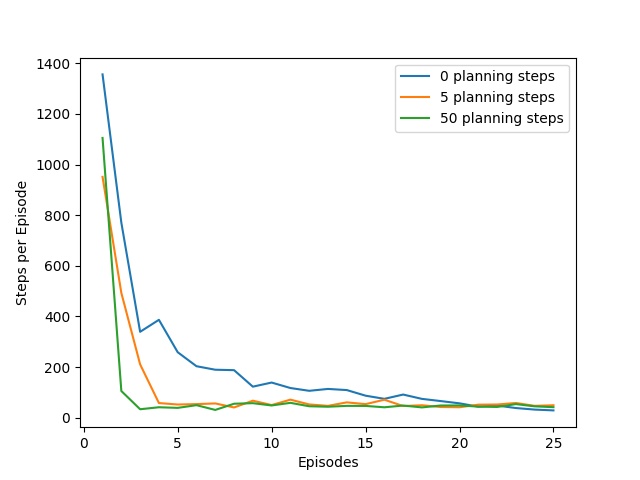 0 planning steps
5 planning steps
50 planning steps
1400
1200
1000
800
600
400
200
0
Steps per Episode
0 5 10 15 20 25
Episodes